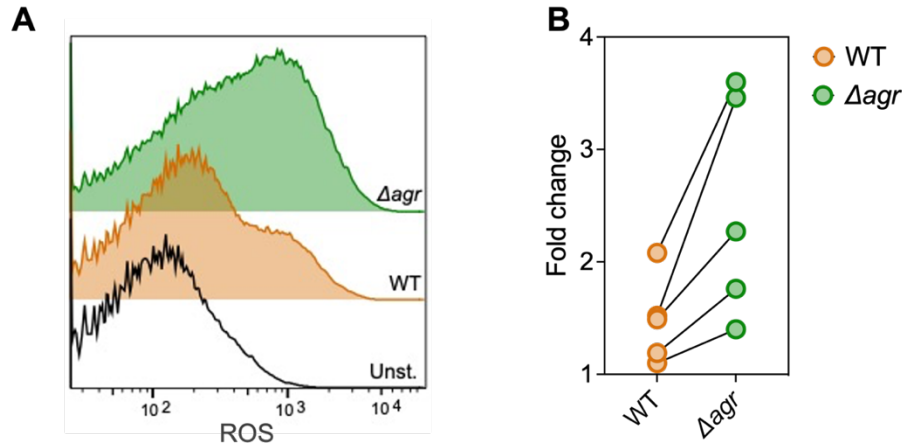 A
Δagr
WT
Unst.
10² 10³ 10⁴
ROS
B
Fold change
4
3
2
1
WT Δagr
WT
Δagr